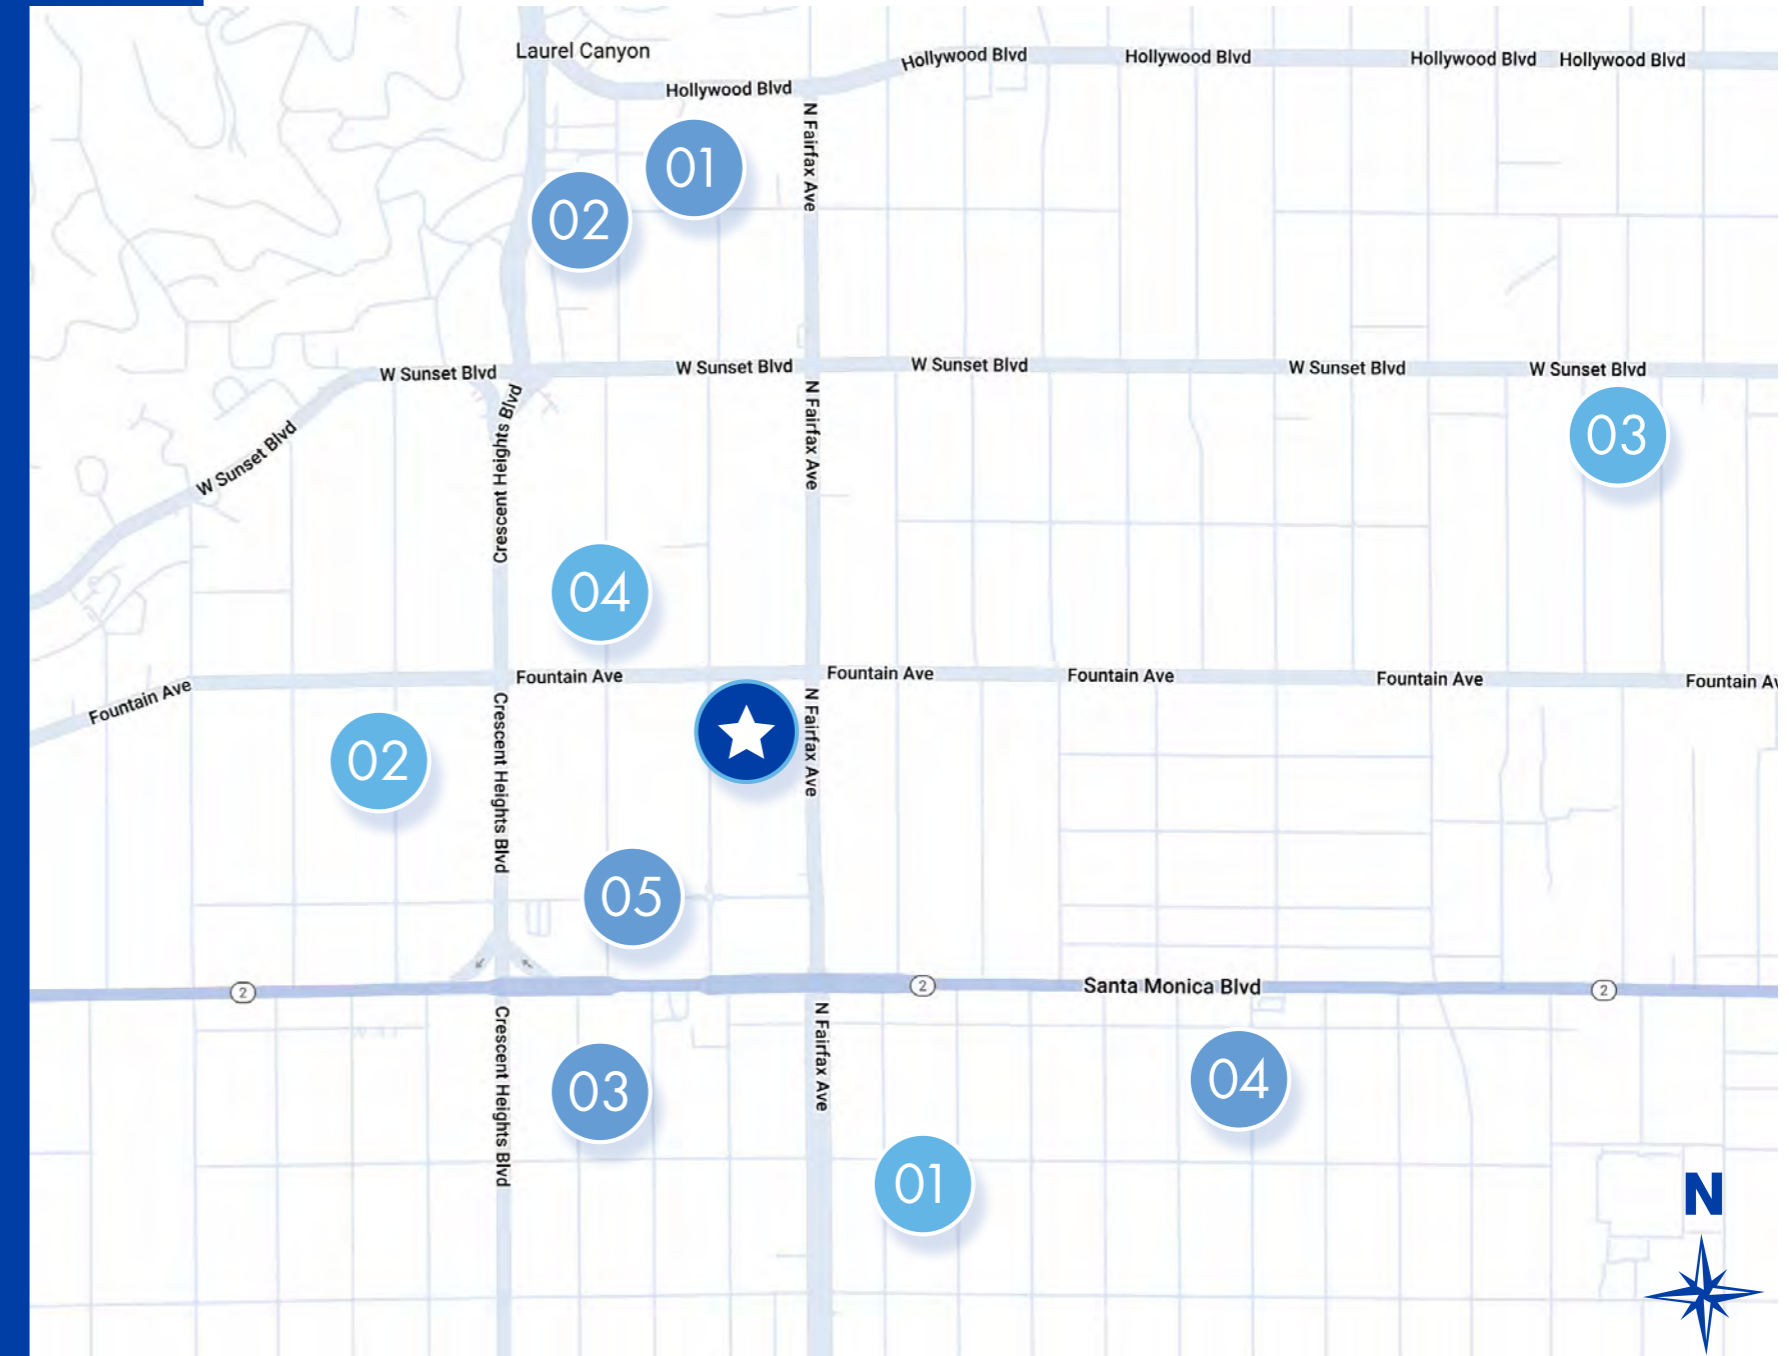 Laurel Canyon
Hollywood Blvd
Hollywood Blvd
Hollywood Blvd
Hollywood Blvd
Hollywood Blvd
N Fairfax Ave
01
02
W Sunset Blvd
W Sunset Blvd
W Sunset Blvd
W Sunset Blvd
W Sunset Blvd
W Sunset Blvd
Crescent Heights Blvd
N Fairfax Ave
03
04
Fountain Ave
Fountain Ave
Fountain Ave
Fountain Ave
Fountain Ave
Fountain Av
Crescent Heights Blvd
N Fairfax Ave
02
05
2
2
Santa Monica Blvd
2
Crescent Heights Blvd
N Fairfax Ave
03
04
01
N